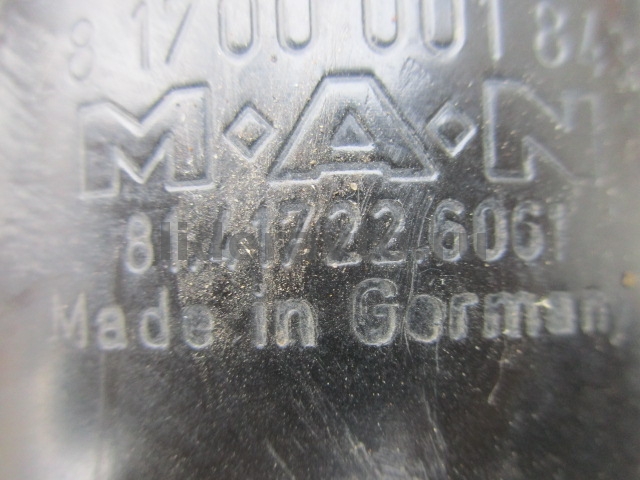 8 1700 001 84
M◇A◇N
81.41722.6061
Made in Germany